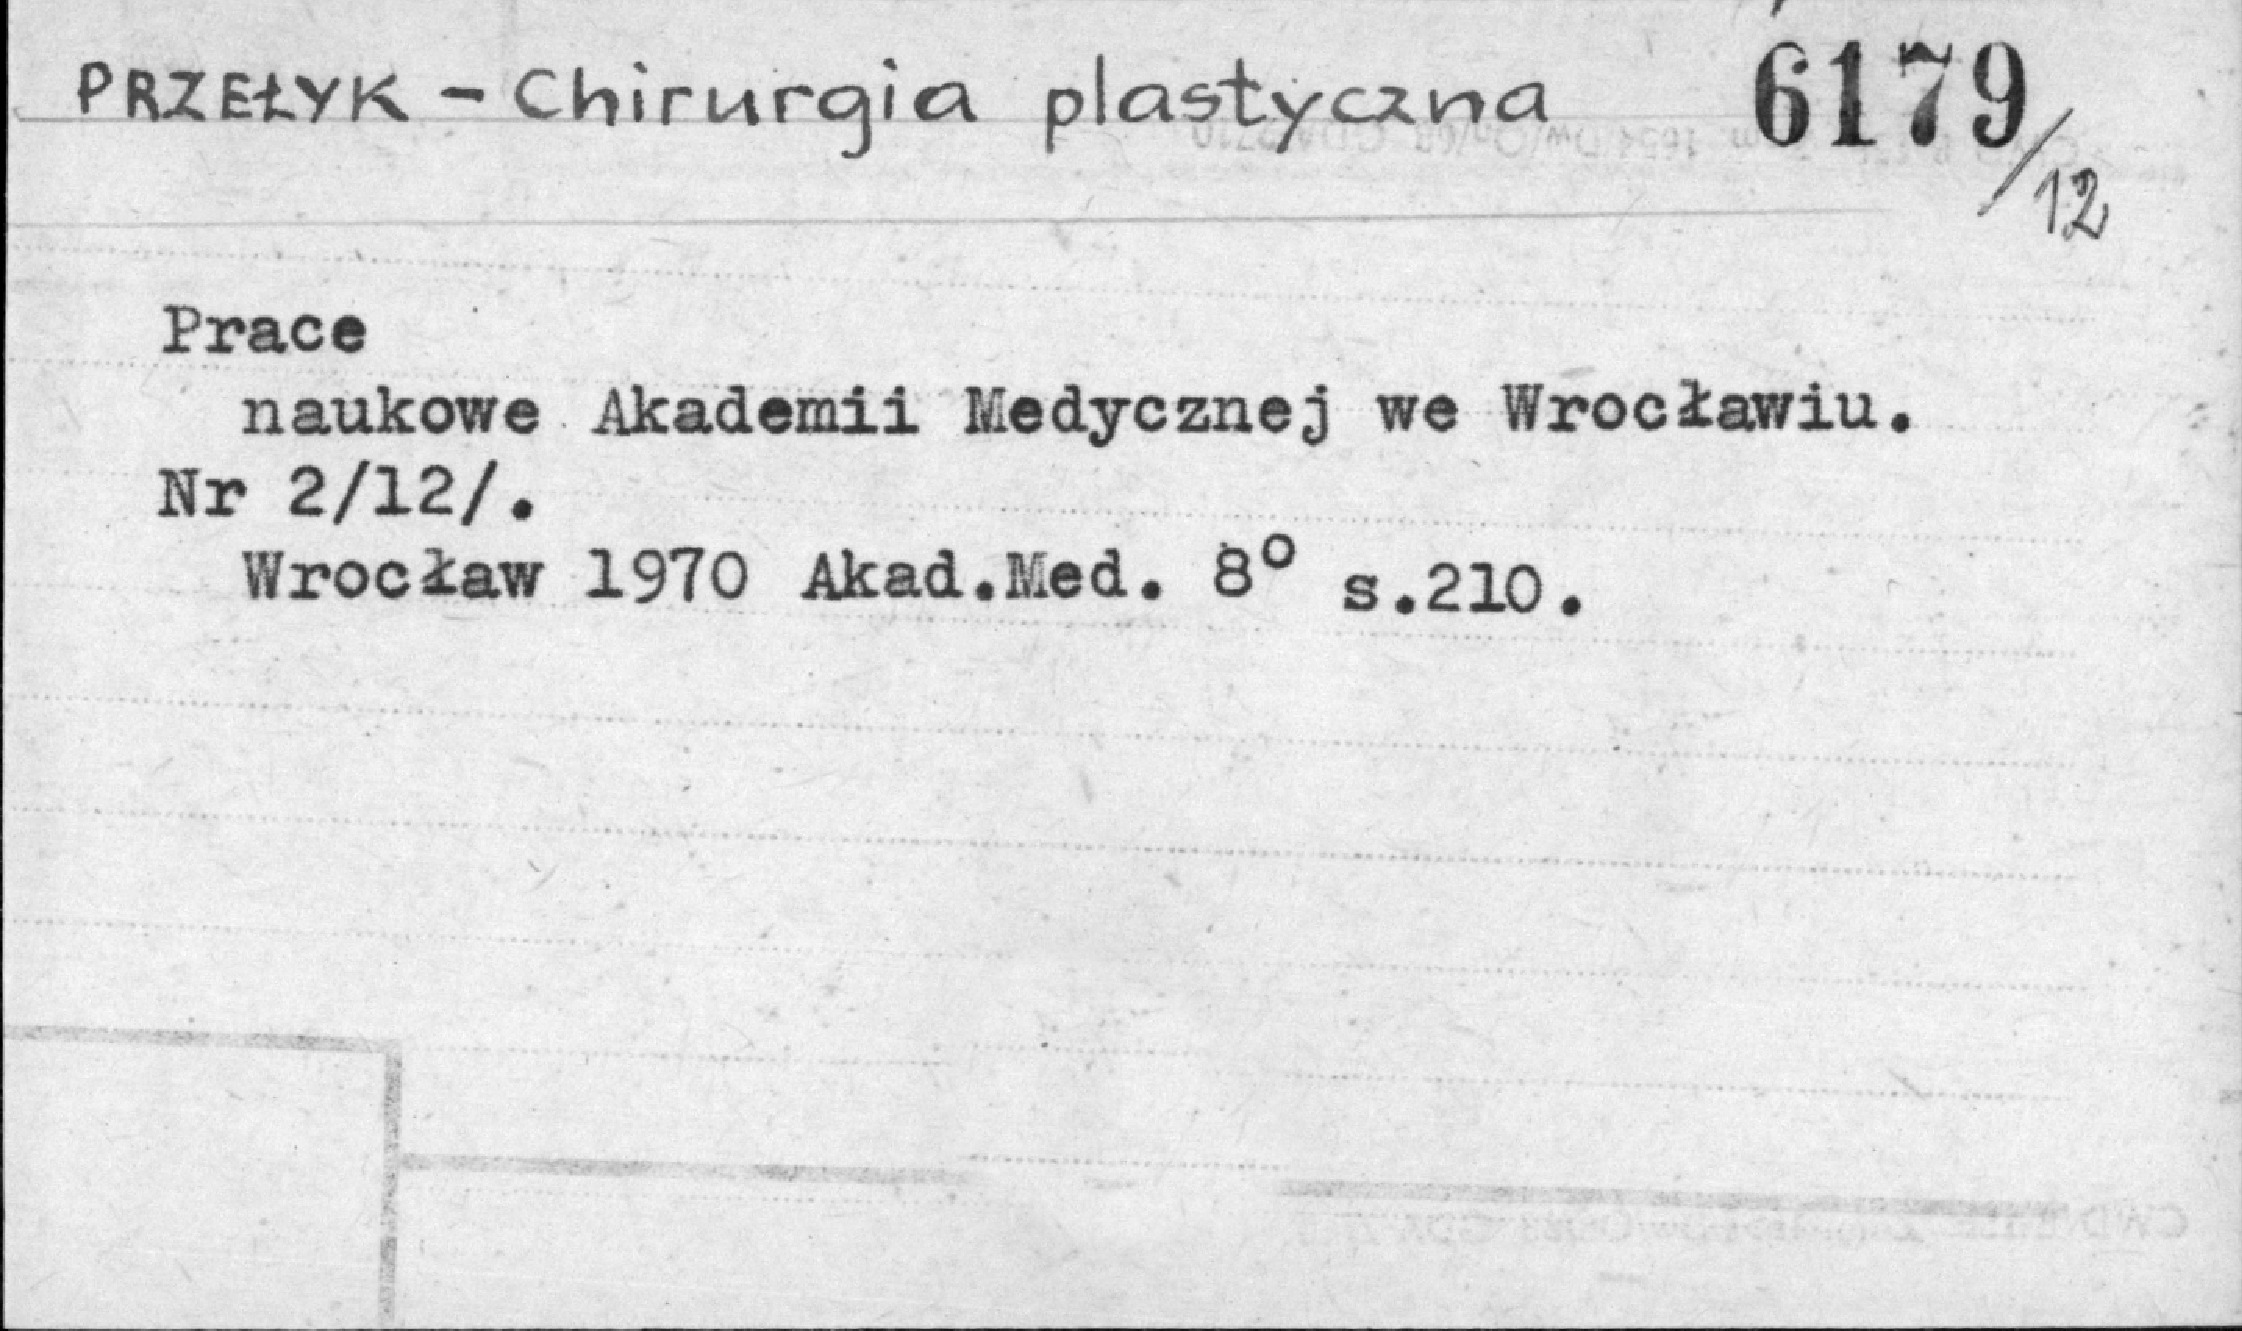 PRZEŁYK - Chirurgia plastyczna 6179/12
Prace
naukowe Akademii Medycznej we Wrocławiu.
Nr 2/12/.
Wrocław 1970 Akad.Med. 8° s.210.